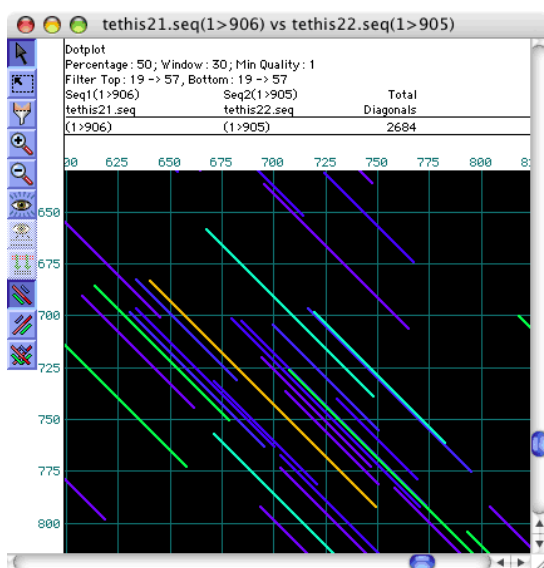 tethis21.seq(1>906) vs tethis22.seq(1>905)
Dotplot
Percentage: 50; Window: 30; Min Quality: 1
Filter Top: 19 -> 57, Bottom: 19 -> 57
Seq1(1>906) Seq2(1>905) Total
tethis21.seq tethis22.seq Diagonals
(1>906) (1>905) 2684
00 625 650 675 700 725 750 775 800 8
650
675
700
725
750
775
800